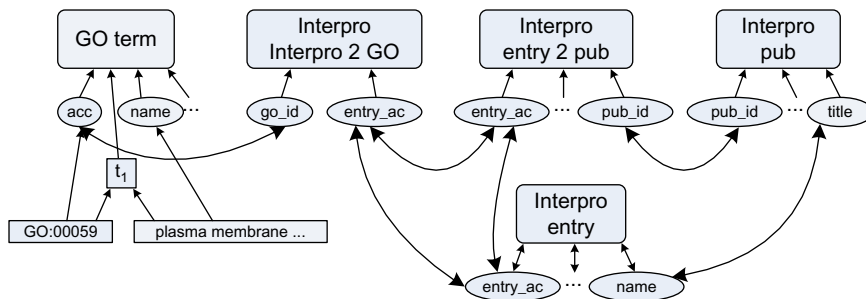 GO term
Interpro
Interpro 2 GO
Interpro
entry 2 pub
Interpro
pub
acc
name
...
go_id
entry_ac
entry_ac
...
pub_id
pub_id
...
title
t1
GO:00059
plasma membrane ...
Interpro
entry
entry_ac
...
name